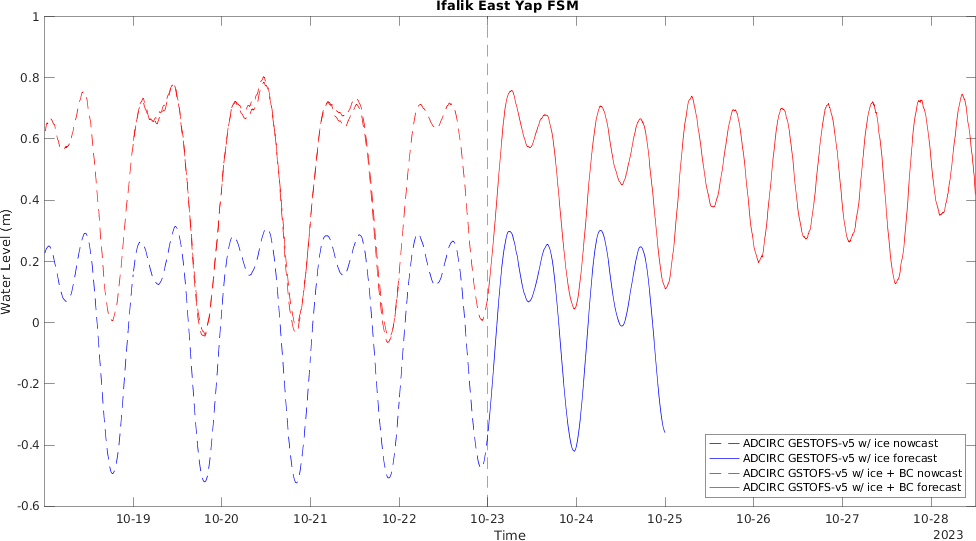 Ifalik East Yap FSM
1
0.8
0.6
0.4
0.2
0
-0.2
-0.4
-0.6
Water Level (m)
ADCIRC GESTOFS-v5 w/ ice nowcast
ADCIRC GESTOFS-v5 w/ ice forecast
ADCIRC GSTOFS-v5 w/ ice + BC nowcast
ADCIRC GSTOFS-v5 w/ ice + BC forecast
10-19 10-20 10-21 10-22 10-23 10-24 10-25 10-26 10-27 10-28
Time
2023